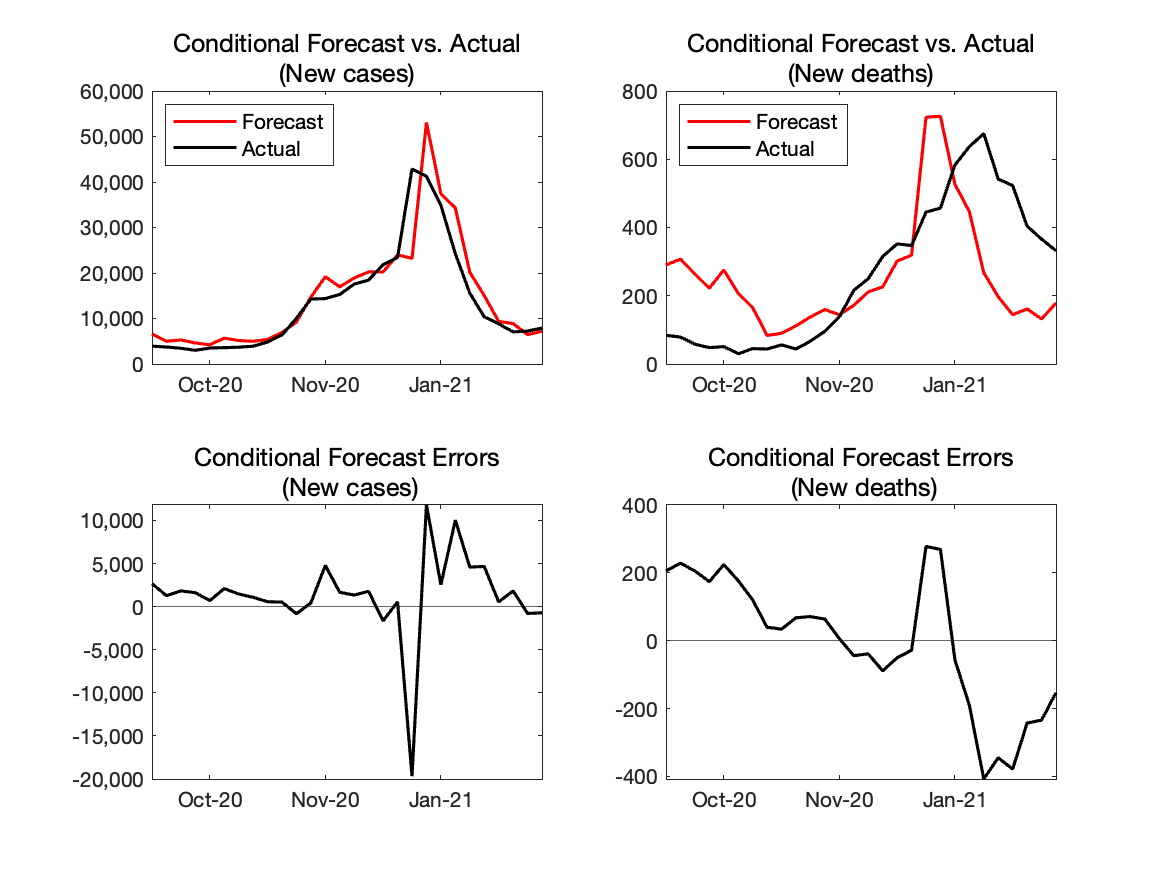 Conditional Forecast vs. Actual
(New cases)
60,000
50,000
40,000
30,000
20,000
10,000
0
Forecast
Actual
Oct-20
Nov-20
Jan-21
Conditional Forecast vs. Actual
(New deaths)
800
600
400
200
0
Forecast
Actual
Oct-20
Nov-20
Jan-21
Conditional Forecast Errors
(New cases)
10,000
5,000
0
-5,000
-10,000
-15,000
-20,000
Oct-20
Nov-20
Jan-21
Conditional Forecast Errors
(New deaths)
400
200
0
-200
-400
Oct-20
Nov-20
Jan-21